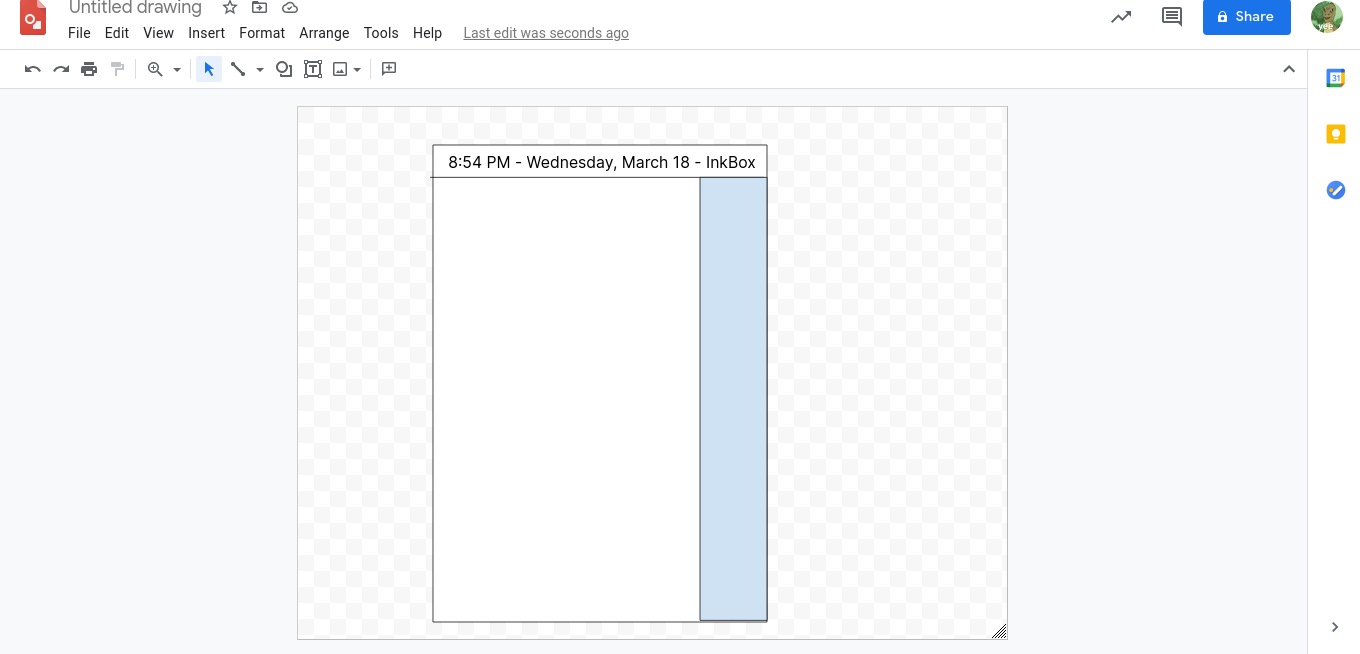 Untitled drawing
File Edit View Insert Format Arrange Tools Help Last edit was seconds ago
Share
31
8:54 PM - Wednesday, March 18 - InkBox